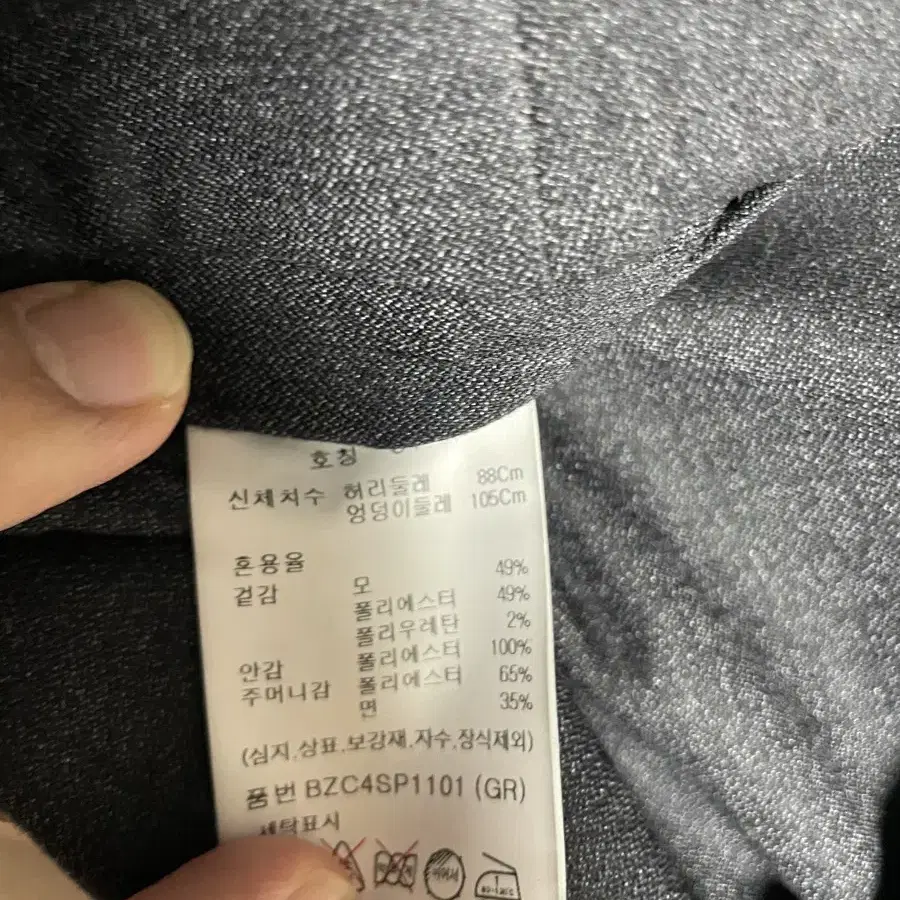 호칭
신체치수 허리둘레 88Cm
엉덩이둘레 105Cm
혼용율
겉감 모 49%
폴리에스터 49%
폴리우레탄 2%
안감 폴리에스터 100%
주머니감 폴리에스터 65%
면 35%
(심지,상표,보강재,자수,장식제외)
품번 BZC4SP1101 (GR)
세탁표시
1